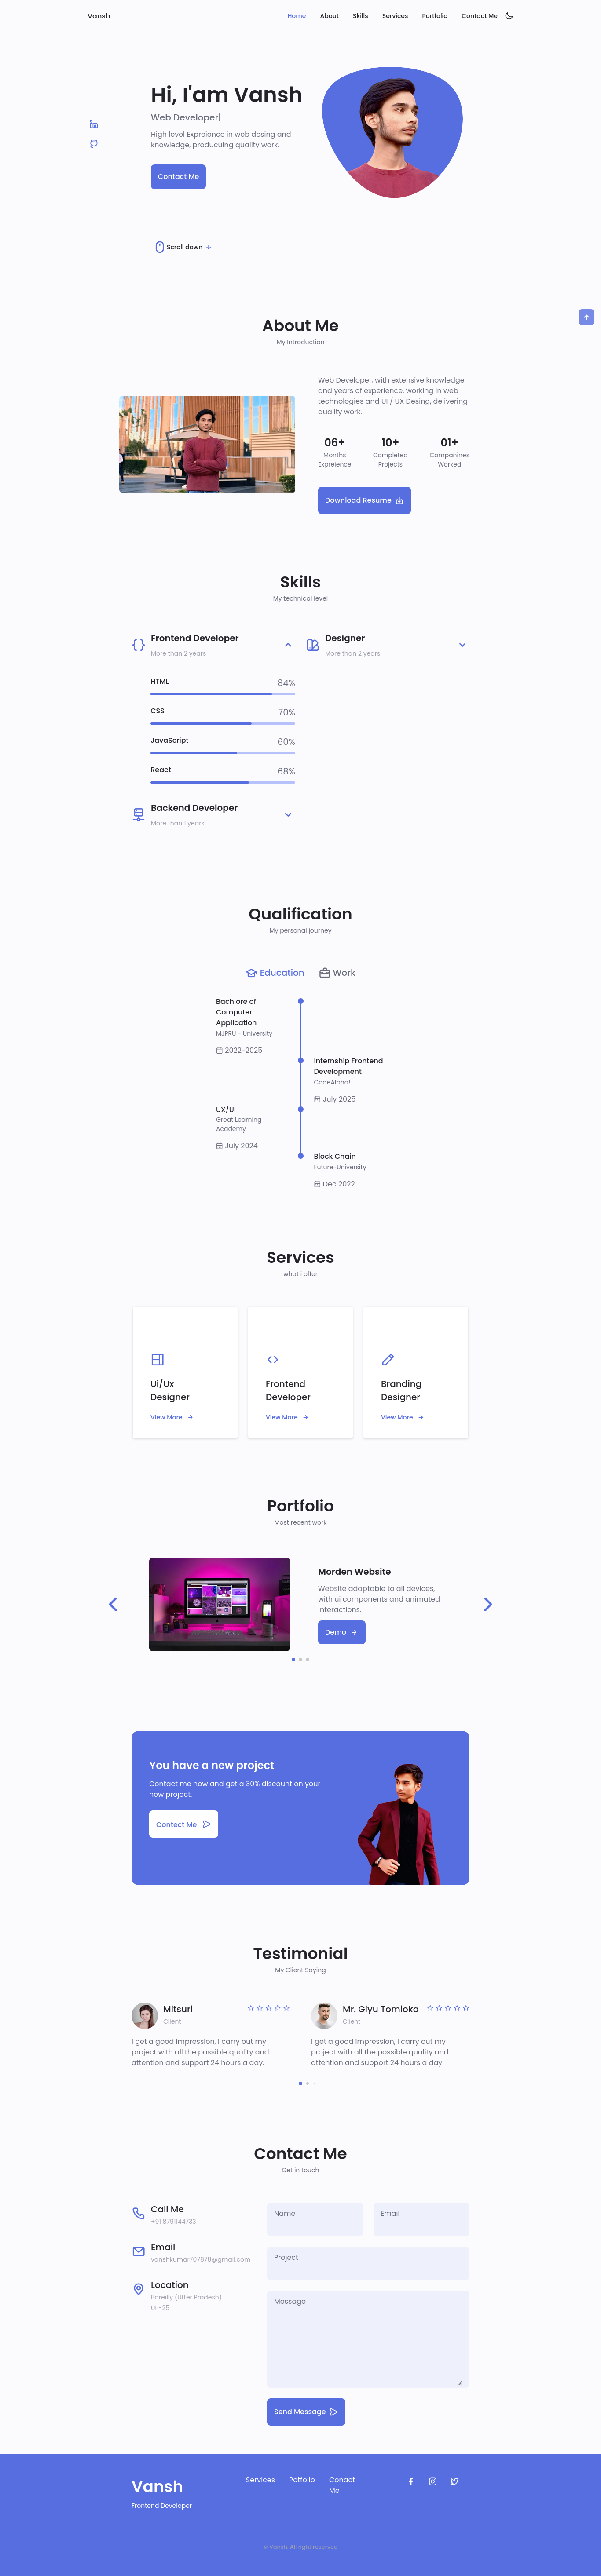 Vansh
Home About Skills Services Portfolio Contact Me
Hi, I'am Vansh
Web Developer|
High level Expreience in web desing and
knowledge, producuing quality work.
Contact Me
Scroll down
About Me
My Introduction
Web Developer, with extensive knowledge
and years of experience, working in web
technologies and UI / UX Desing, delivering
quality work.
06+ 10+ 01+
Months Completed Companines
Expreience Projects Worked
Download Resume
Skills
My technical level
Frontend Developer
More than 2 years
HTML 84%
CSS 70%
JavaScript 60%
React 68%
Backend Developer
More than 1 years
Designer
More than 2 years
Qualification
My personal journey
Education Work
Bachlore of
Computer
Application
MJPRU - University
2022-2025
Internship Frontend
Development
CodeAlpha!
July 2025
UX/UI
Great Learning
Academy
July 2024
Block Chain
Future-University
Dec 2022
Services
what i offer
Ui/Ux
Designer
View More
Frontend
Developer
View More
Branding
Designer
View More
Portfolio
Most recent work
Morden Website
Website adaptable to all devices,
with ui components and animated
interactions.
Demo
You have a new project
Contact me now and get a 30% discount on your
new project.
Contect Me
Testimonial
My Client Saying
Mitsuri
Client
I get a good impression, I carry out my
project with all the possible quality and
attention and support 24 hours a day.
Mr. Giyu Tomioka
Client
I get a good impression, I carry out my
project with all the possible quality and
attention and support 24 hours a day.
Contact Me
Get in touch
Call Me
+91 8791144733
Email
vanshkumar707878@gmail.com
Location
Bareilly (Utter Pradesh)
UP-25
Name
Email
Project
Message
Send Message
Vansh
Frontend Developer
Services Potfolio Conact
Me
© Vansh. All right reserved